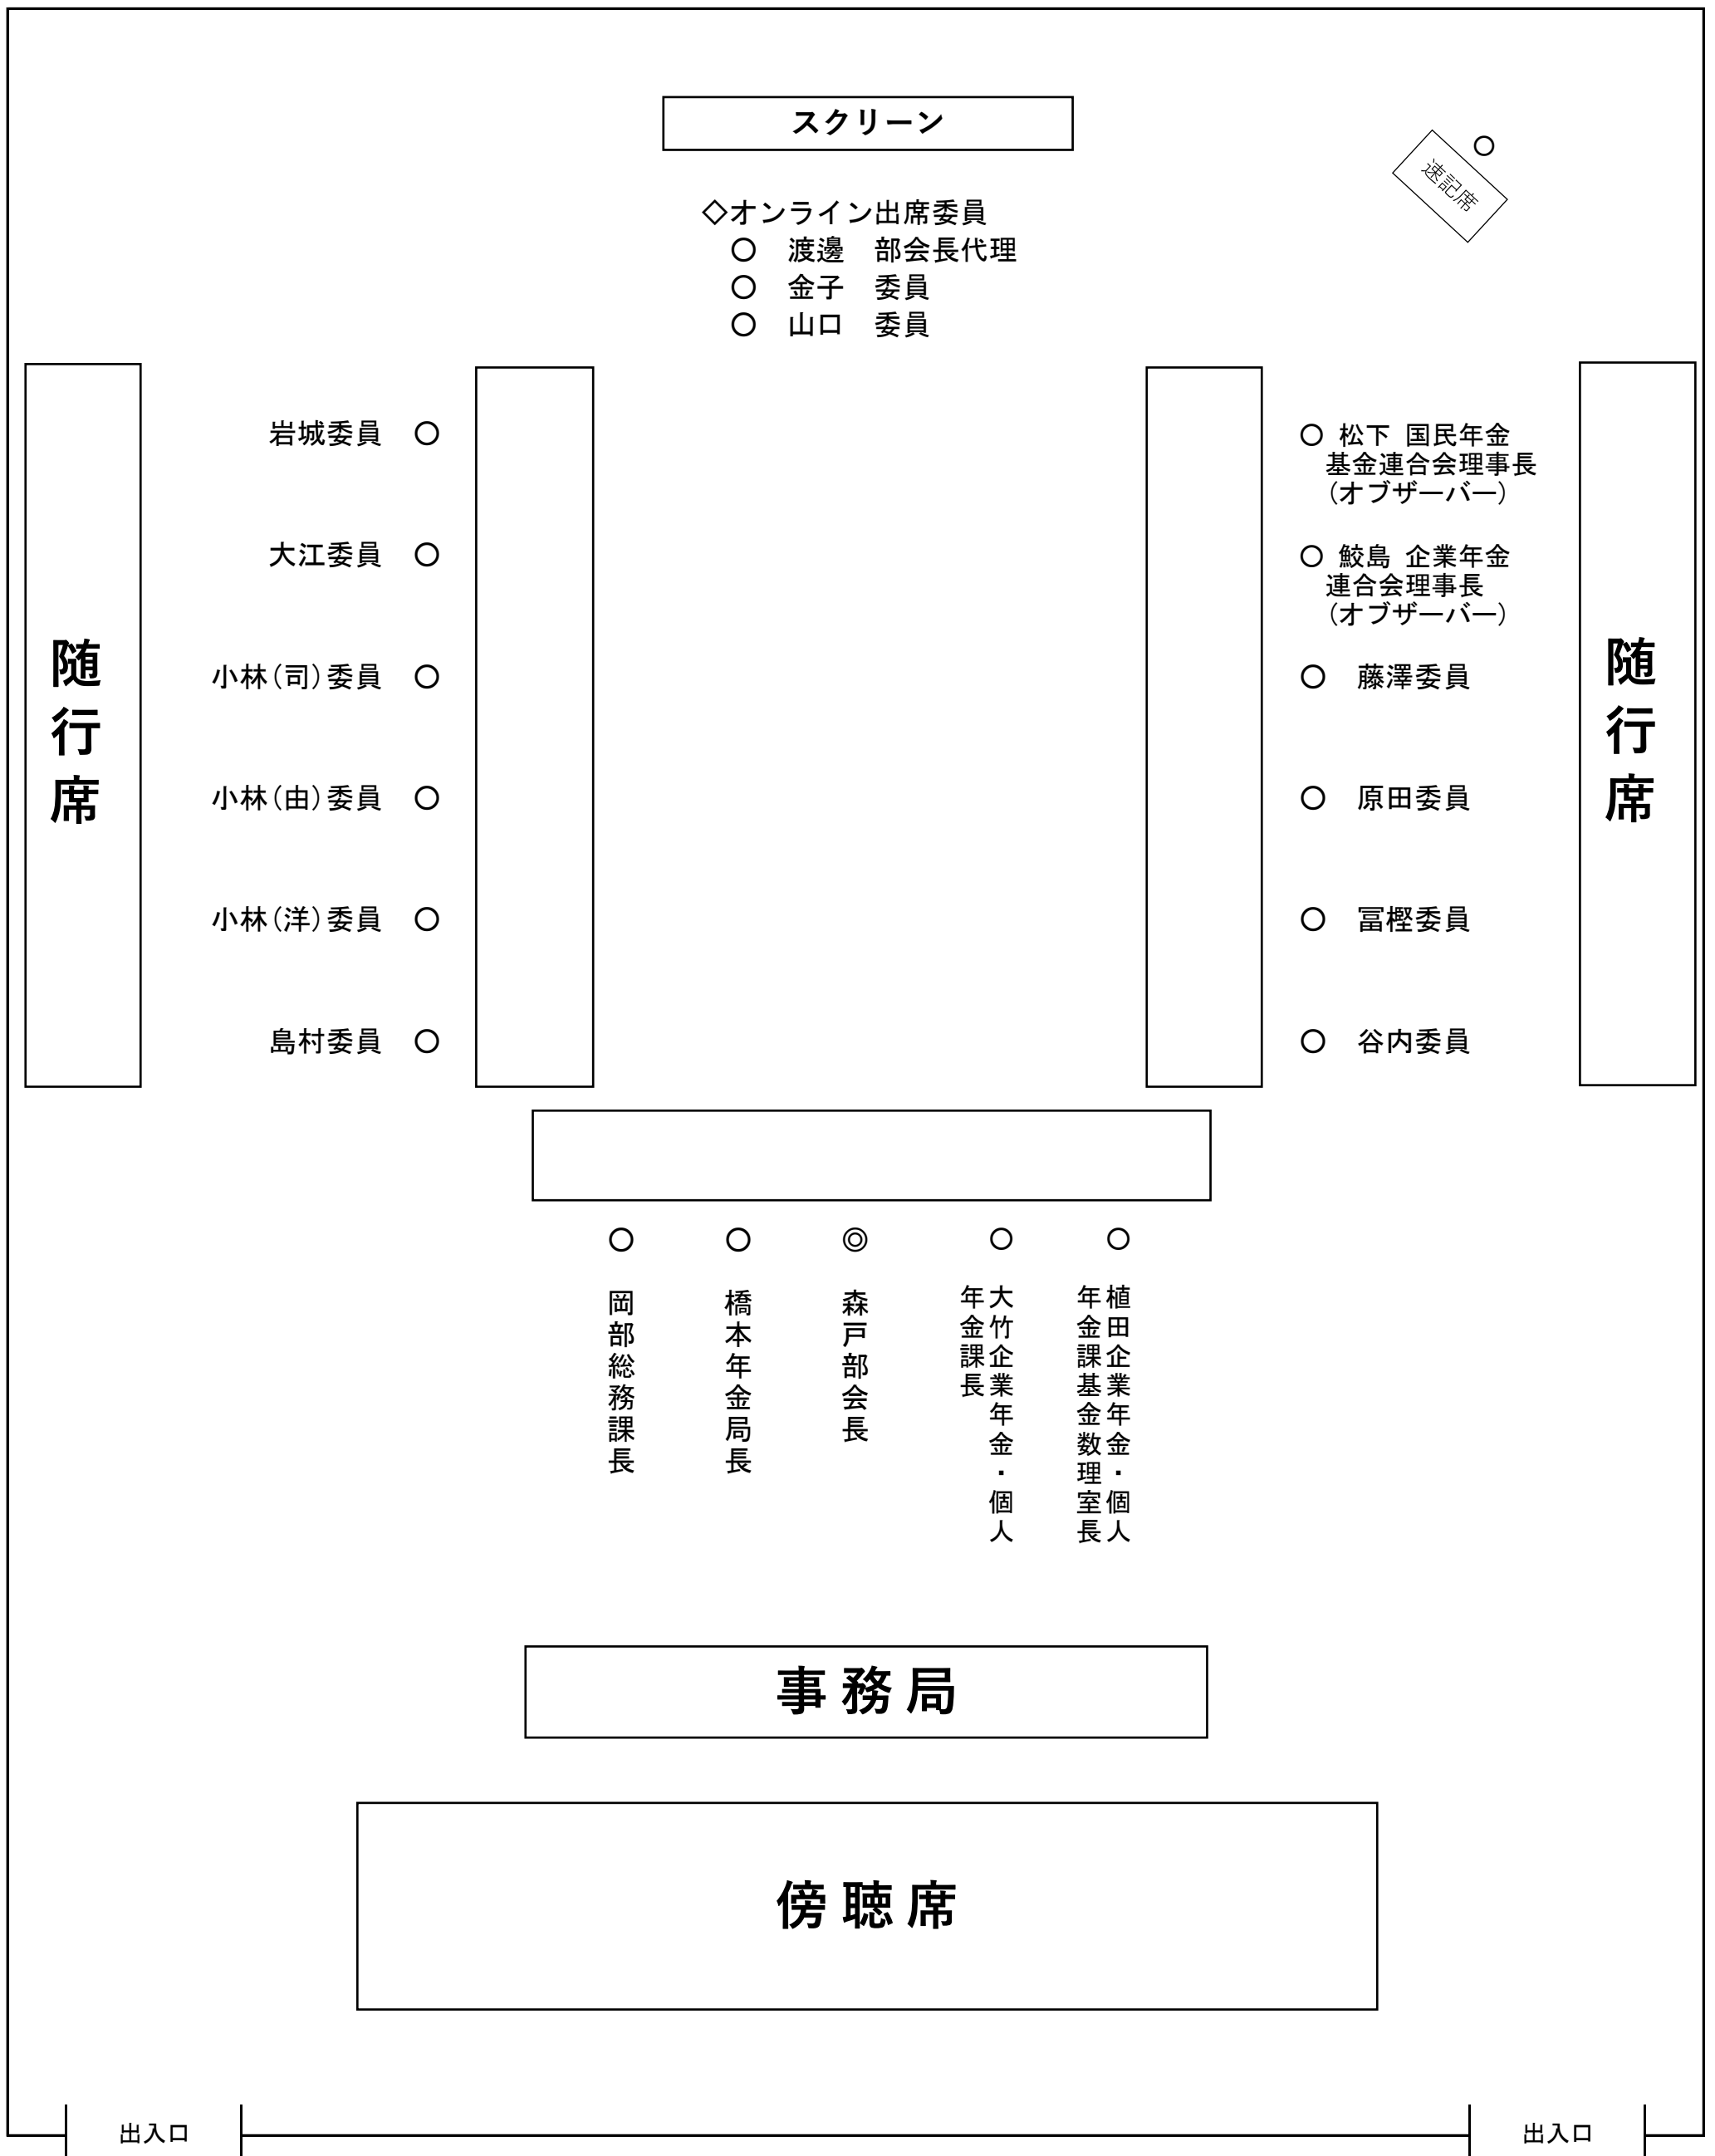 スクリーン
速記席
◇オンライン出席委員
○　渡邊　部会長代理
○　金子　委員
○　山口　委員
随行席
岩城委員　○
大江委員　○
小林(司)委員　○
小林(由)委員　○
小林(洋)委員　○
島村委員　○
○ 松下 国民年金
基金連合会理事長
(オブザーバー)
○ 鮫島 企業年金
連合会理事長
(オブザーバー)
○　藤澤委員
○　原田委員
○　冨樫委員
○　谷内委員
随行席
○　岡部総務課長
○　橋本年金局長
◎　森戸部会長
○　大竹企業年金・個人
年金課長
○　植田企業年金・個人
年金課基金数理室長
事務局
傍聴席
出入口
出入口